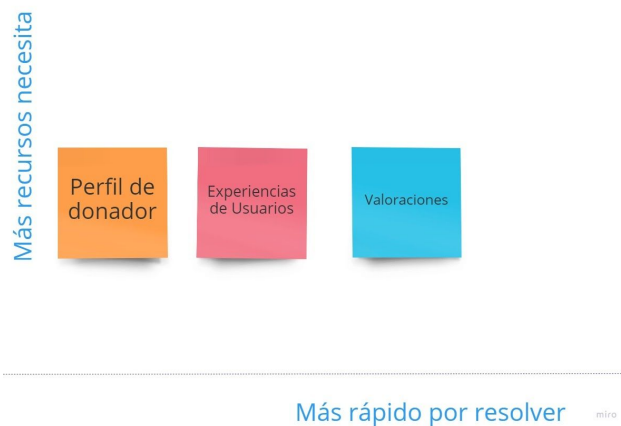 Más recursos necesita
Perfil de
donador
Experiencias
de Usuarios
Valoraciones
Más rápido por resolver
miro